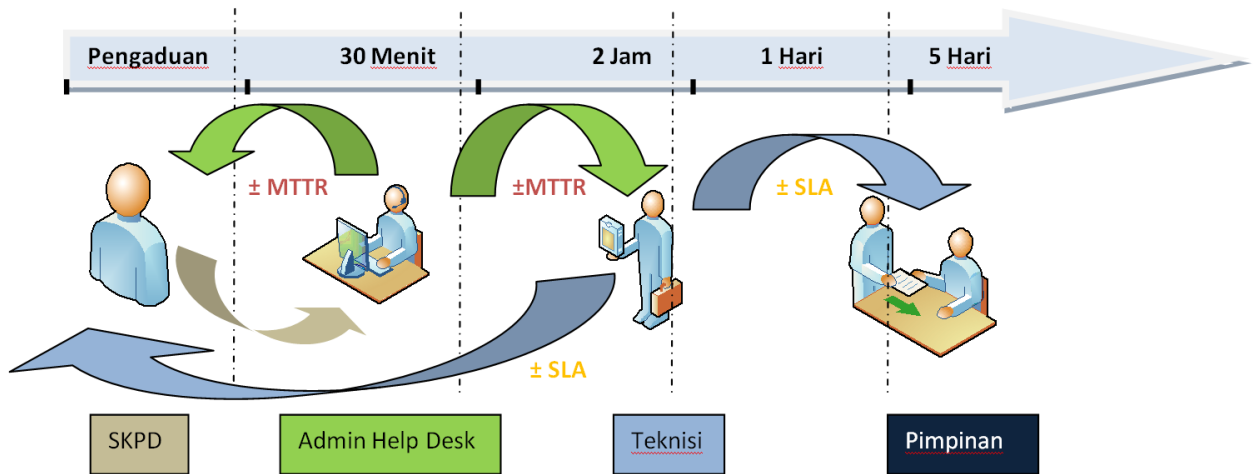 Pengaduan
30 Menit
2 Jam
1 Hari
5 Hari
± MTTR
±MTTR
± SLA
± SLA
SKPD
Admin Help Desk
Teknisi
Pimpinan